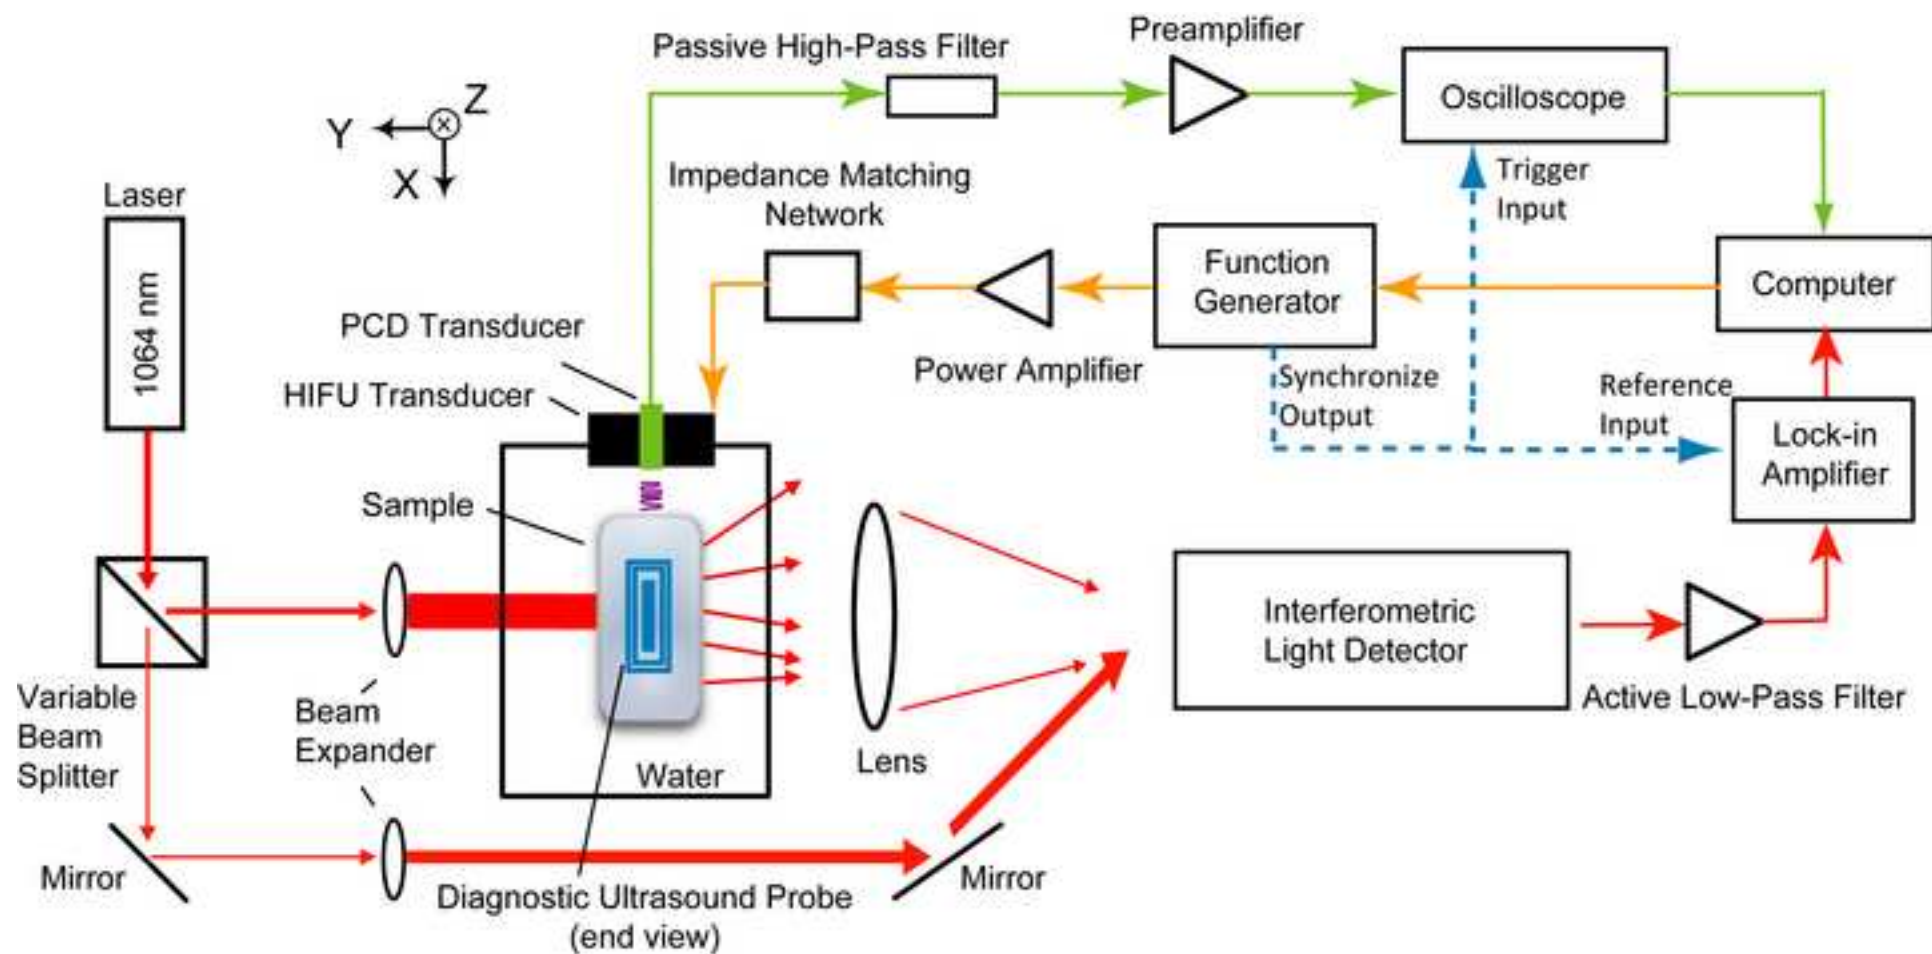 Preamplifier
Passive High-Pass Filter
Oscilloscope
Z
Y
X
Trigger
Input
Impedance Matching
Network
Laser
1064 nm
Function
Generator
Computer
PCD Transducer
HIFU Transducer
Power Amplifier
Synchronize
Output
Reference
Input
Lock-in
Amplifier
Sample
Interferometric
Light Detector
Active Low-Pass Filter
Variable
Beam
Splitter
Beam
Expander
Water
Lens
Mirror
Diagnostic Ultrasound Probe
(end view)
Mirror